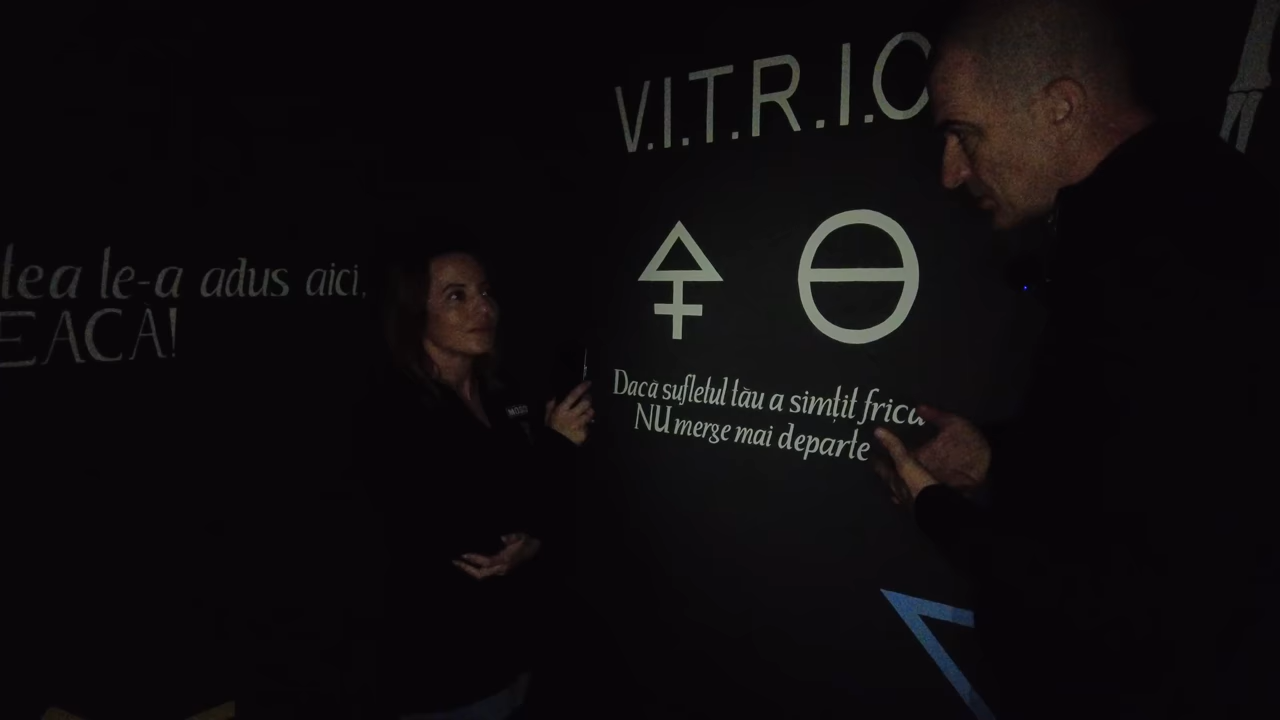 V.I.T.R.I.O
lea le-a adus aici,
EACĂ!
Dacă sufletul tău a simțit frica
NU merge mai departe